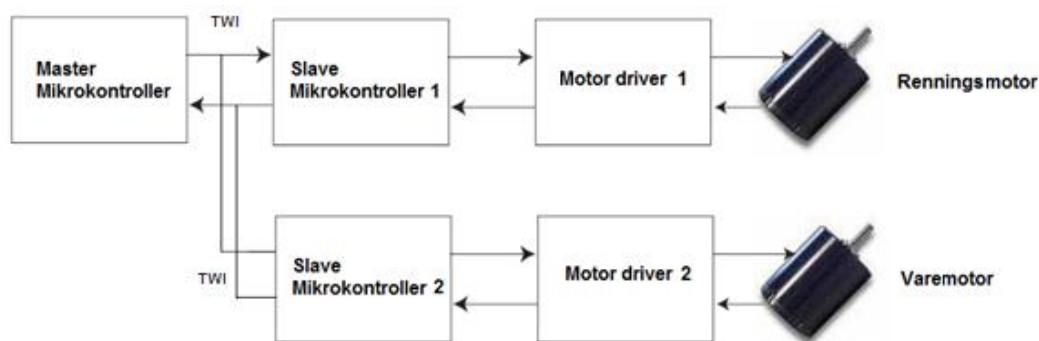 TWI
Master
Mikrokontroller
Slave
Mikrokontroller 1
Motor driver 1
Renningsmotor
TWI
Slave
Mikrokontroller 2
Motor driver 2
Varemotor